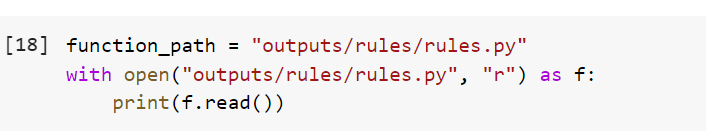 [18] function_path = "outputs/rules/rules.py"
with open("outputs/rules/rules.py", "r") as f:
    print(f.read())